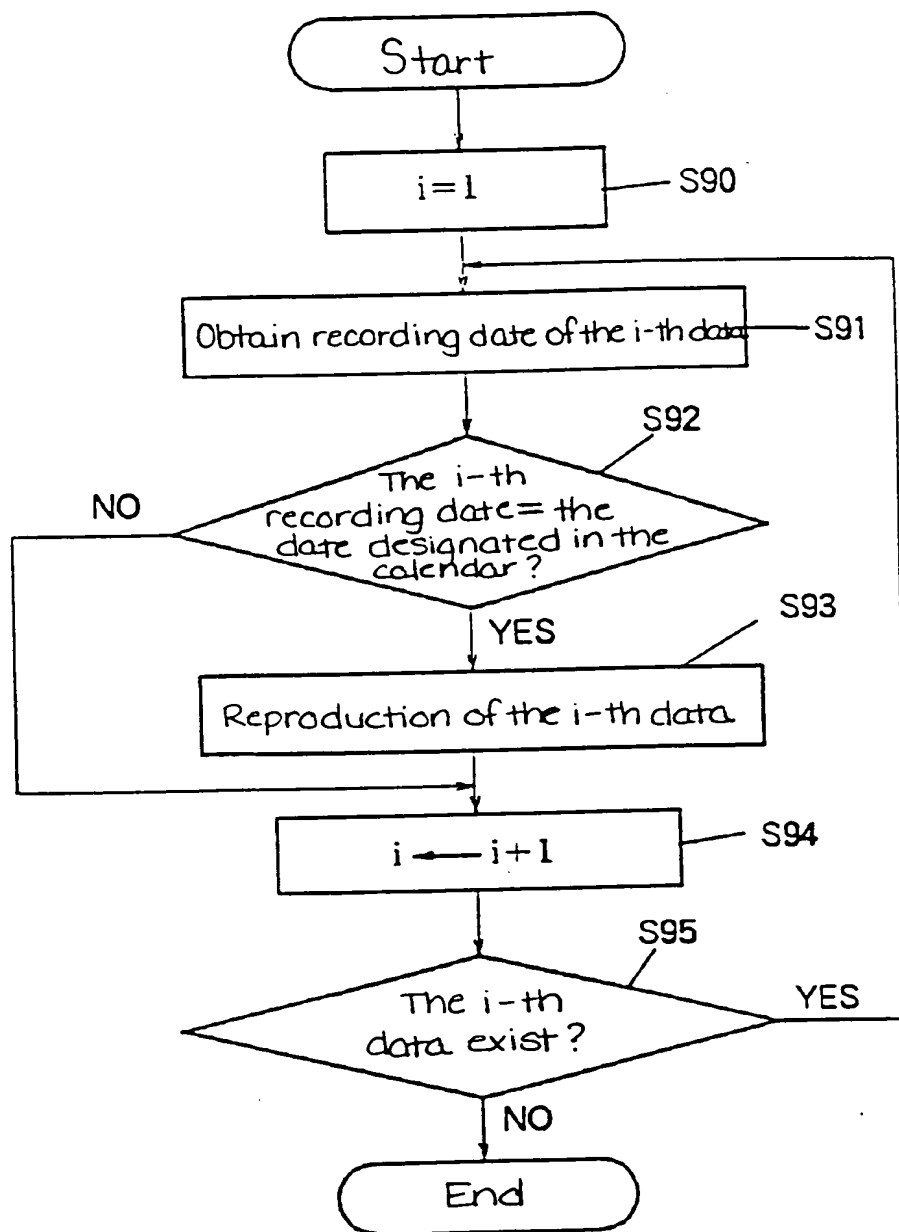 Start
i=1
S90
Obtain recording date of the i-th data
S91
S92
The i-th
recording date= the
date designated in the
calendar?
NO
YES
S93
Reproduction of the i-th data
i ← i+1
S94
S95
The i-th
data exist?
YES
NO
End